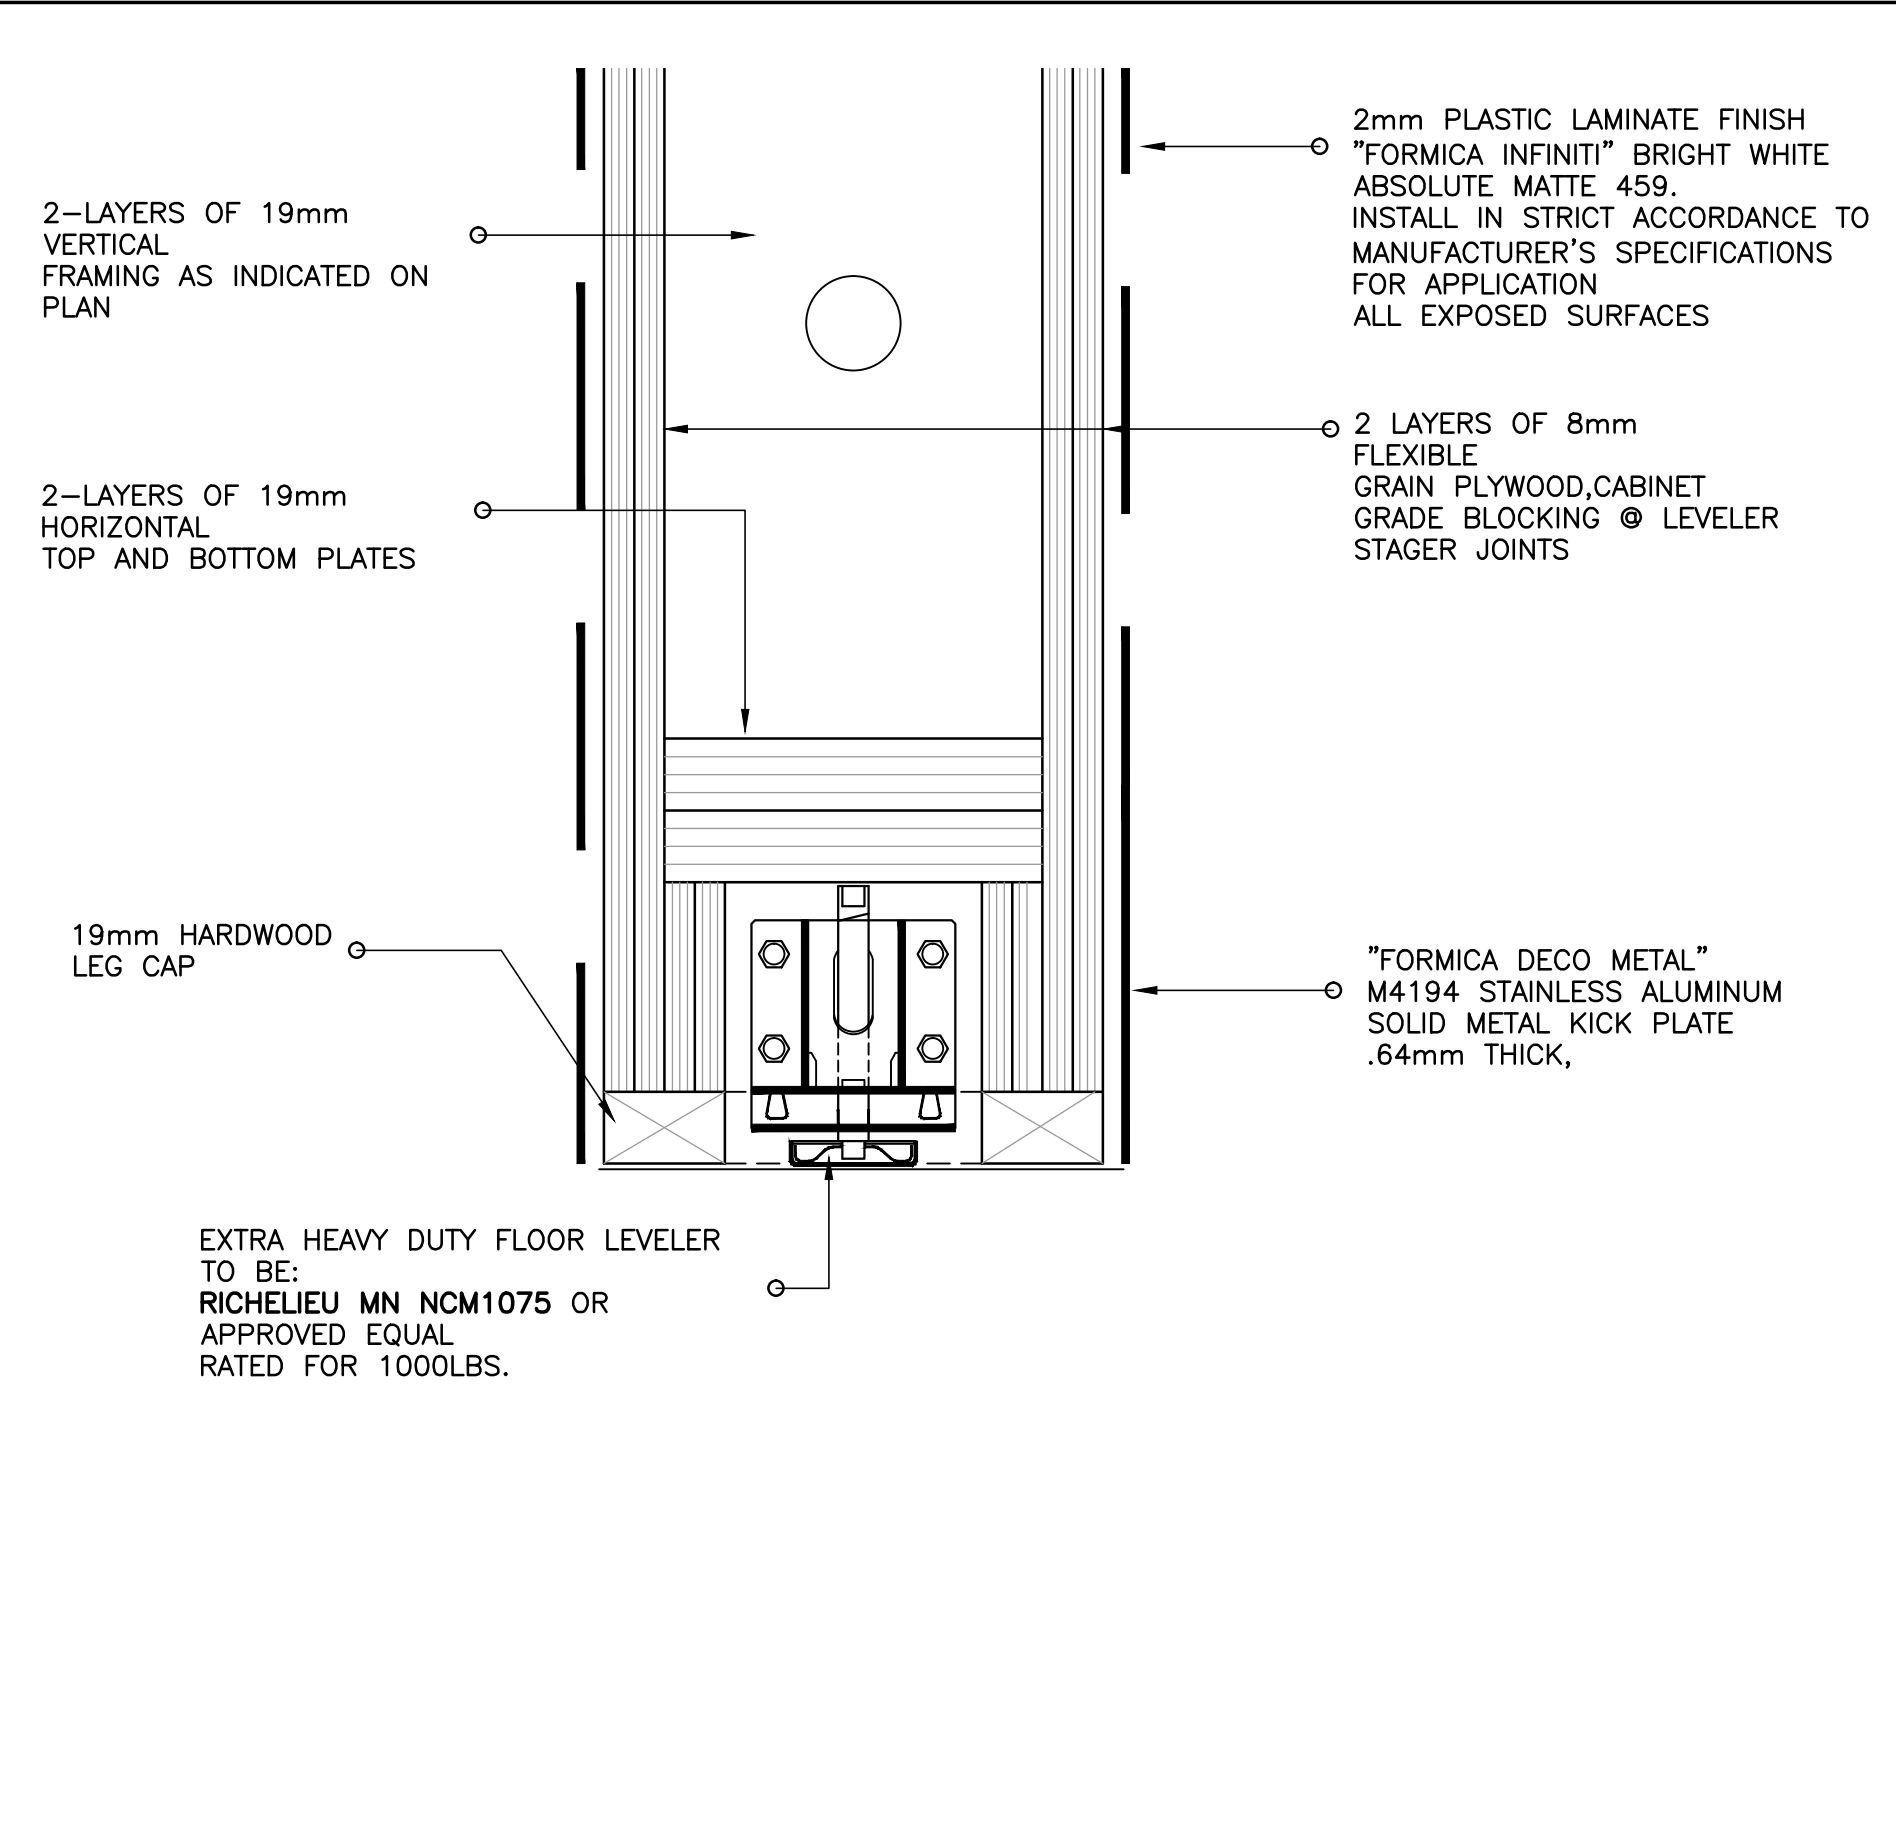 2-LAYERS OF 19mm
VERTICAL
FRAMING AS INDICATED ON
PLAN
2-LAYERS OF 19mm
HORIZONTAL
TOP AND BOTTOM PLATES
19mm HARDWOOD
LEG CAP
EXTRA HEAVY DUTY FLOOR LEVELER
TO BE:
RICHELIEU MN NCM1075 OR
APPROVED EQUAL
RATED FOR 1000LBS.
2mm PLASTIC LAMINATE FINISH
"FORMICA INFINITI" BRIGHT WHITE
ABSOLUTE MATTE 459.
INSTALL IN STRICT ACCORDANCE TO
MANUFACTURER'S SPECIFICATIONS
FOR APPLICATION
ALL EXPOSED SURFACES
2 LAYERS OF 8mm
FLEXIBLE
GRAIN PLYWOOD,CABINET
GRADE BLOCKING @ LEVELER
STAGER JOINTS
"FORMICA DECO METAL"
M4194 STAINLESS ALUMINUM
SOLID METAL KICK PLATE
.64mm THICK,